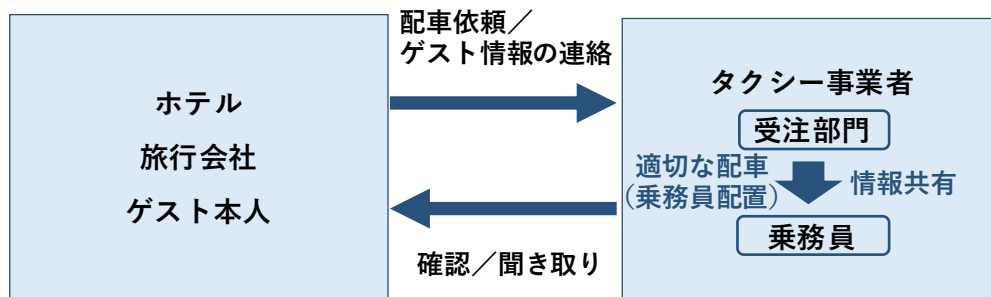 ホテル
旅行会社
ゲスト本人
配車依頼／
ゲスト情報の連絡
確認／聞き取り
タクシー事業者
受注部門
適切な配車
（乗務員配置）
情報共有
乗務員